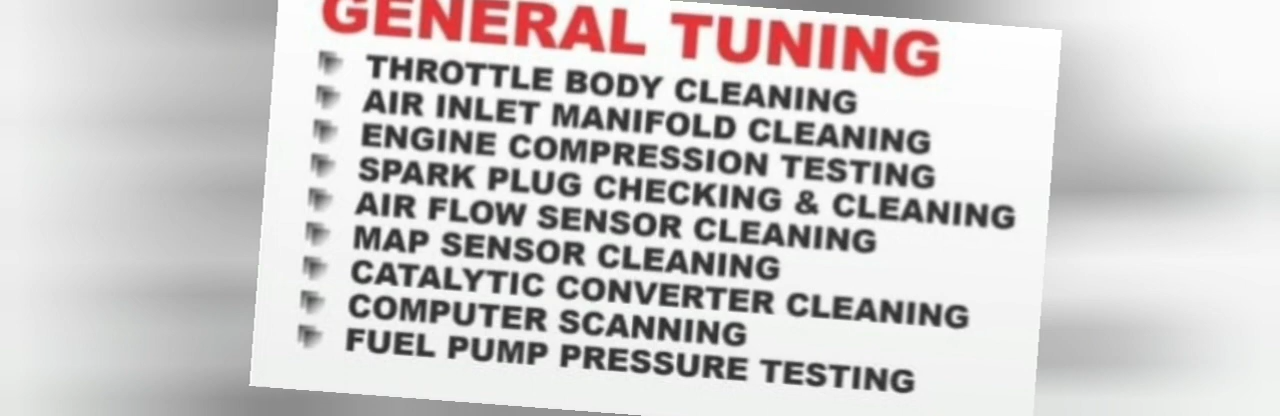 GENERAL TUNING
THROTTLE BODY CLEANING
AIR INLET MANIFOLD CLEANING
ENGINE COMPRESSION TESTING
SPARK PLUG CHECKING & CLEANING
AIR FLOW SENSOR CLEANING
MAP SENSOR CLEANING
CATALYTIC CONVERTER CLEANING
COMPUTER SCANNING
FUEL PUMP PRESSURE TESTING